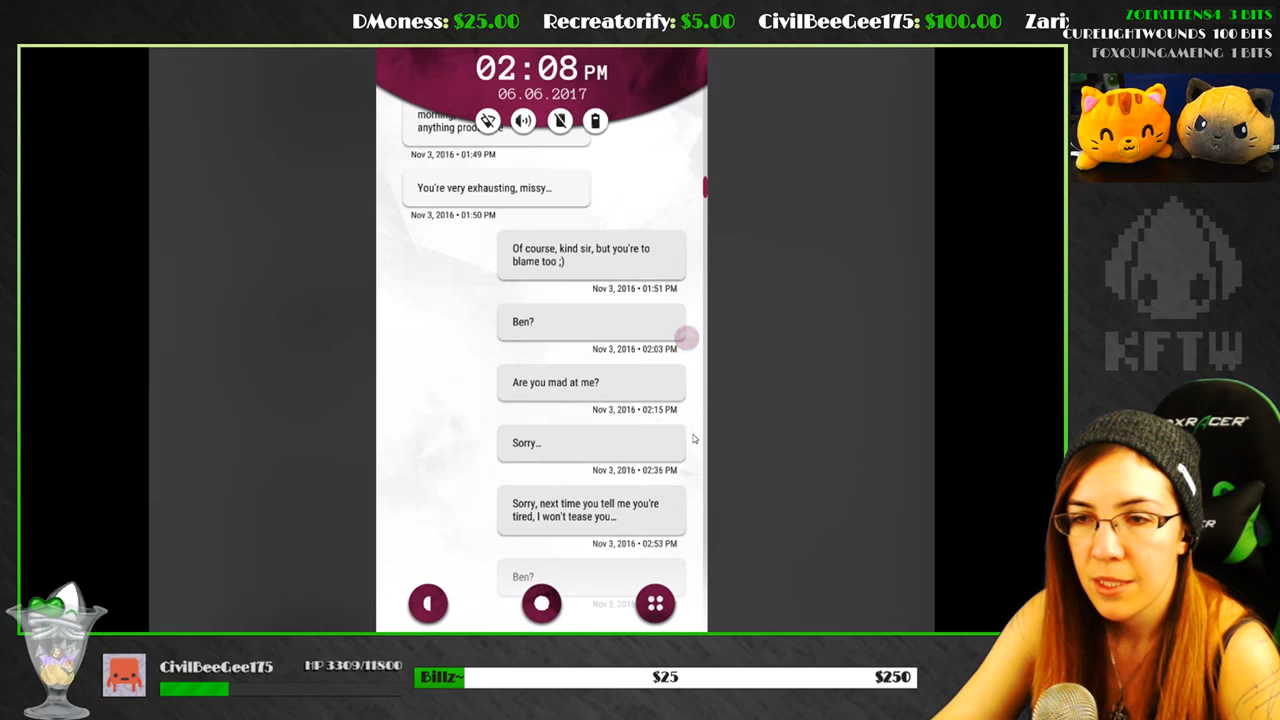 DMoness: $25.00 Recreatorify: $5.00 CivilBeeGee175: $100.00
ZOEKITTENS4 3 BITS
CURELIGHTWOUNDS 100 BITS
FOXQUINGAMEING 1 BITS
02:08 PM
06.06.2017
anything
Nov 3, 2016 • 01:49 PM
You're very exhausting, missy...
Nov 3, 2016 • 01:50 PM
Of course, kind sir, but you're to
blame too ;)
Nov 3, 2016 • 01:51 PM
Ben?
Nov 3, 2016 • 02:03 PM
Are you mad at me?
Nov 3, 2016 • 02:15 PM
Sorry...
Nov 3, 2016 • 02:36 PM
Sorry, next time you tell me you're
tired, I won't tease you...
Nov 3, 2016 • 02:53 PM
Ben?
Nov 3, 2016
KFTW
CivilBeeGee175 HP 3309/11800
Billz~ $25 $250